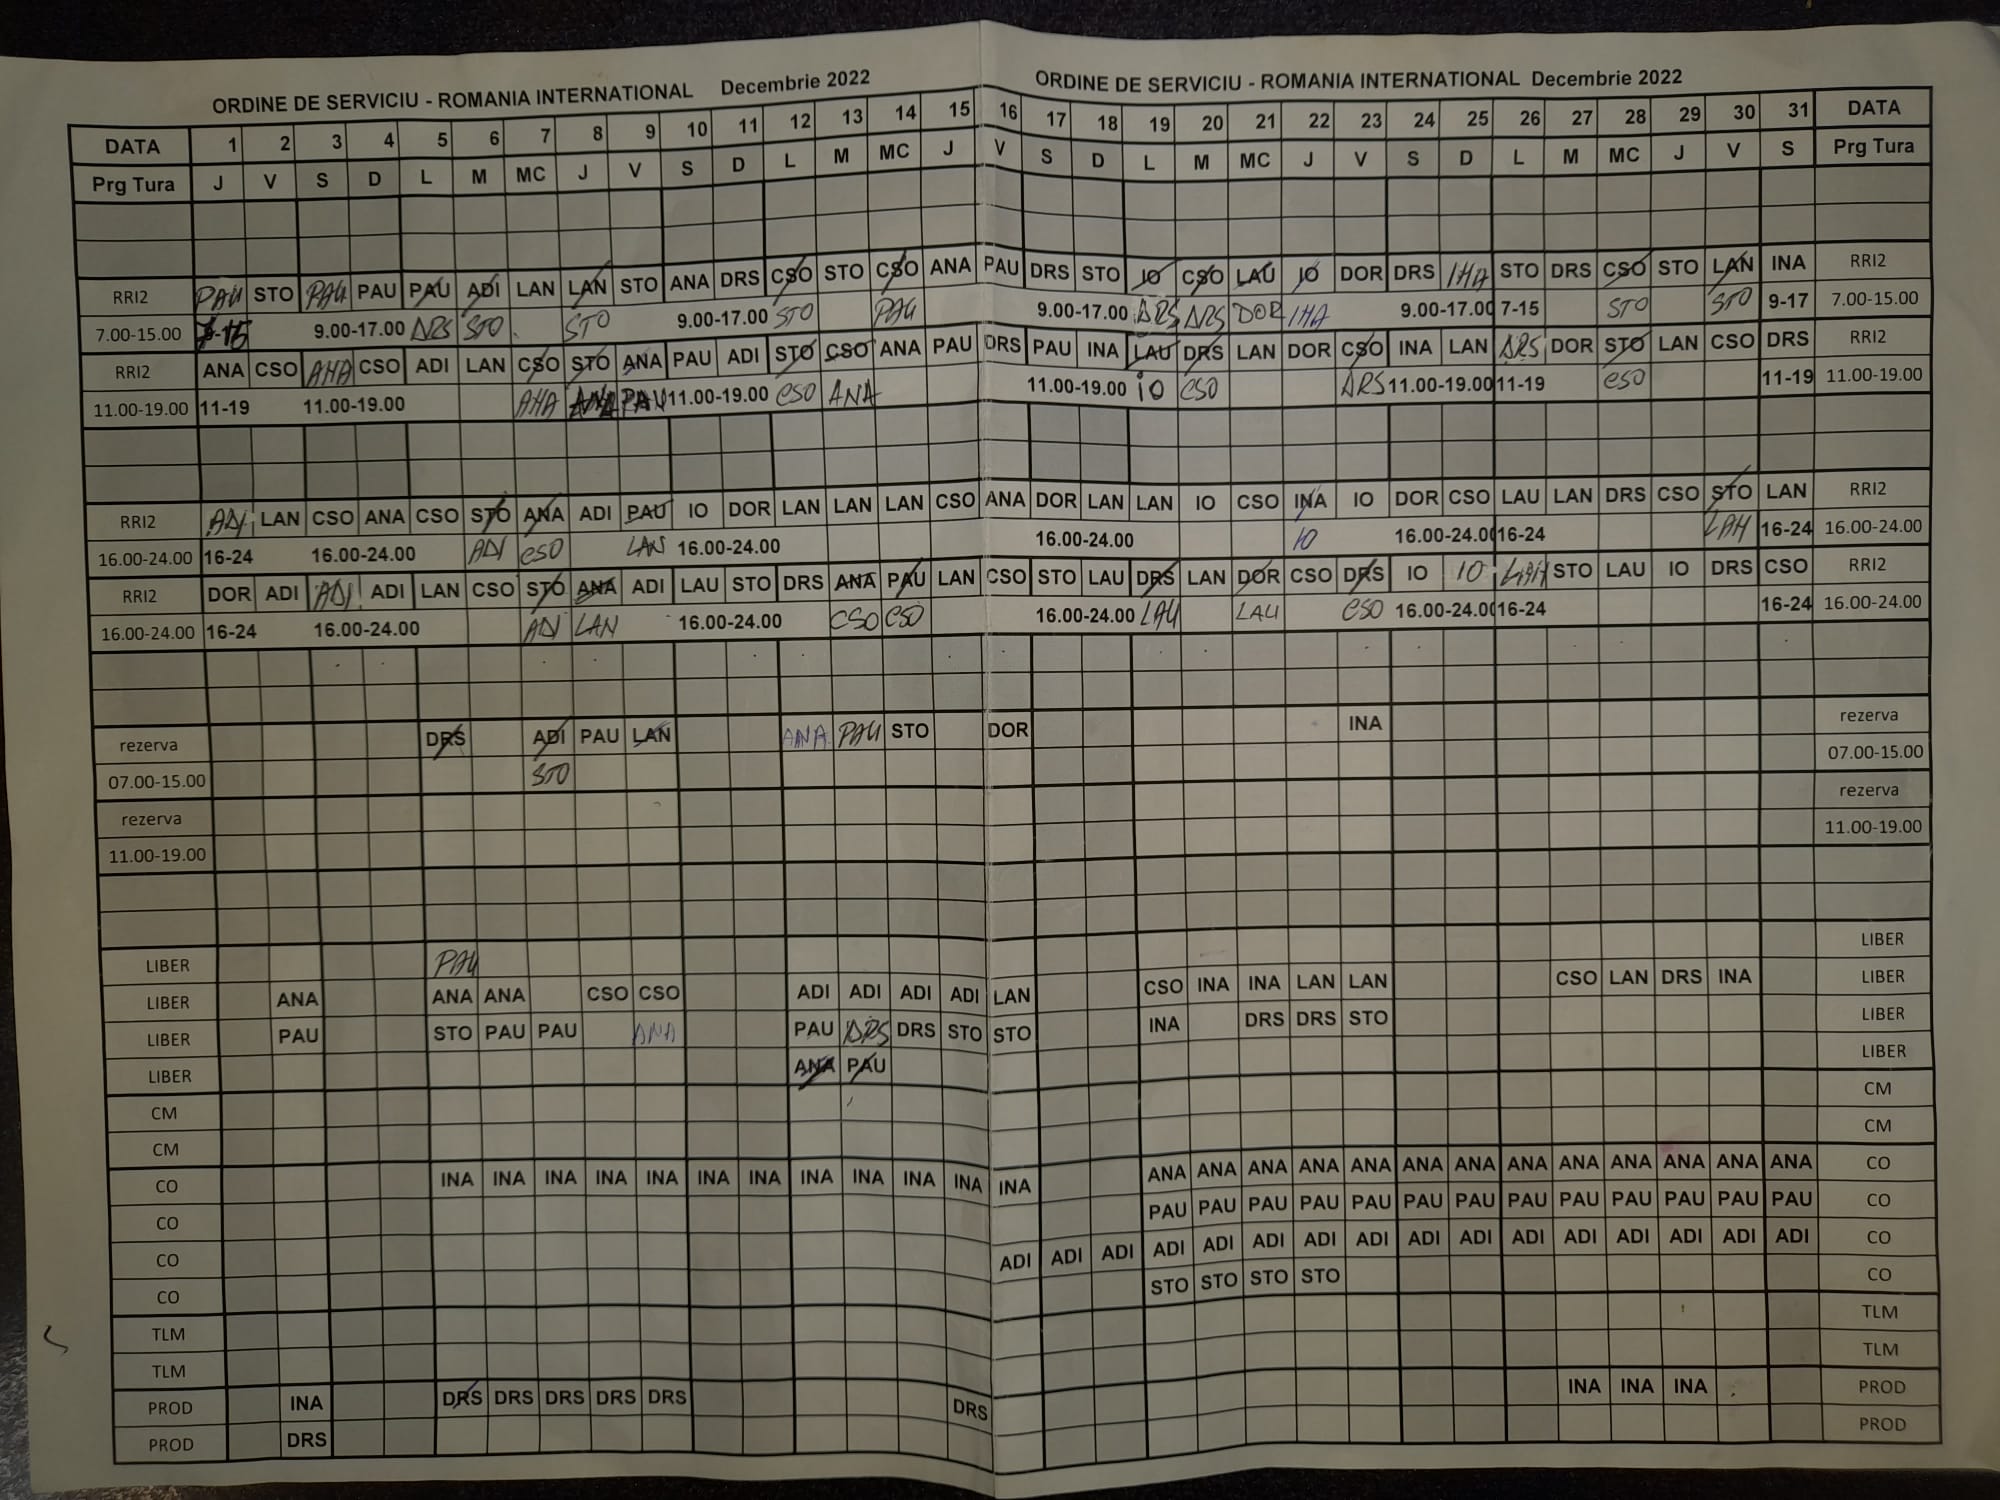 ORDINE DE SERVICIU - ROMANIA INTERNATIONAL Decembrie 2022 ORDINE DE SERVICIU - ROMANIA INTERNATIONAL Decembrie 2022
DATA 1 2 3 4 5 6 7 8 9 10 11 12 13 14 15 16 17 18 19 20 21 22 23 24 25 26 27 28 29 30 31 DATA
Prg Tura J V S D L M MC J V S D L M MC J V S D L M MC J V S D L M MC J V S Prg Tura
RRI2 PAU STO PAU PAU PAU ADI LAN LAN STO ANA DRS CSO STO CSO ANA PAU DRS STO IO CSO LAU IO DOR DRS INA STO DRS CSO STO LAN INA RRI2
7.00-15.00 7-15 9.00-17.00 DRS STO STO 9.00-17.00 STO PAU 9.00-17.00 DRS DRS DOR INA 9.00-17.00 7-15 STO STO 9-17 7.00-15.00
RRI2 ANA CSO ANA CSO ADI LAN CSO STO ANA PAU ADI STO CSO ANA PAU DRS PAU INA LAU DRS LAN DOR CSO INA LAN DRS DOR STO LAN CSO DRS RRI2
11.00-19.00 11-19 11.00-19.00 ANA ANA PAU 11.00-19.00 CSO ANA 11.00-19.00 IO CSO DRS 11.00-19.00 11-19 CSO 11-19 11.00-19.00
RRI2 ADI LAN CSO ANA CSO STO ANA ADI PAU IO DOR LAN LAN LAN CSO ANA DOR LAN LAN IO CSO INA IO DOR CSO LAU LAN DRS CSO STO LAN RRI2
16.00-24.00 16-24 16.00-24.00 ADI CSO LAN 16.00-24.00 16.00-24.00 IO 16.00-24.00 16-24 LAN 16-24 16.00-24.00
RRI2 DOR ADI ADI ADI LAN CSO STO ANA ADI LAU STO DRS ANA PAU LAN CSO STO LAU DRS LAN DOR CSO DRS IO IO LAN STO LAU IO DRS CSO RRI2
16.00-24.00 16-24 16.00-24.00 ADI LAN 16.00-24.00 CSO CSO 16.00-24.00 LAU LAU CSO 16.00-24.00 16-24 16-24 16.00-24.00
rezerva DRS ADI PAU LAN ANA PAU STO DOR INA rezerva
07.00-15.00 STO 07.00-15.00
rezerva rezerva
11.00-19.00 11.00-19.00
LIBER PAU LIBER
LIBER ANA ANA ANA CSO CSO ADI ADI ADI ADI LAN CSO INA INA LAN LAN CSO LAN DRS INA LIBER
LIBER PAU STO PAU PAU ANA PAU DRS DRS STO STO INA DRS DRS STO LIBER
LIBER ANA PAU LIBER
CM CM
CM CM
CO INA INA INA INA INA INA INA INA INA INA INA INA ANA ANA ANA ANA ANA ANA ANA ANA ANA ANA ANA ANA ANA CO
CO PAU PAU PAU PAU PAU PAU PAU PAU PAU PAU PAU PAU PAU CO
CO ADI ADI ADI ADI ADI ADI ADI ADI ADI ADI ADI ADI ADI ADI ADI ADI CO
CO STO STO STO STO CO
TLM TLM
TLM TLM
PROD INA DRS DRS DRS DRS DRS DRS INA INA INA PROD
PROD DRS PROD